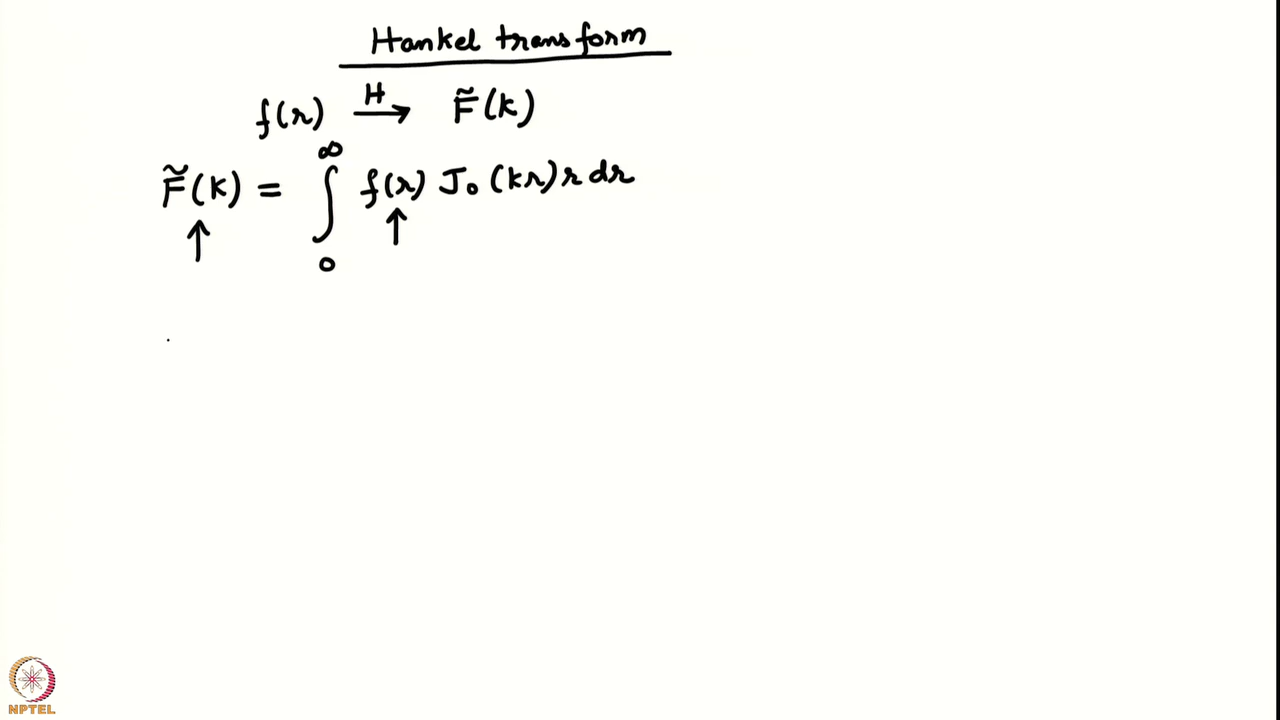 Hankel transform
f(r) H⟶ F̃(k)
F̃(k) = ∫₀^∞ f(r) J₀(kr) r dr
↑ ↑
NPTEL